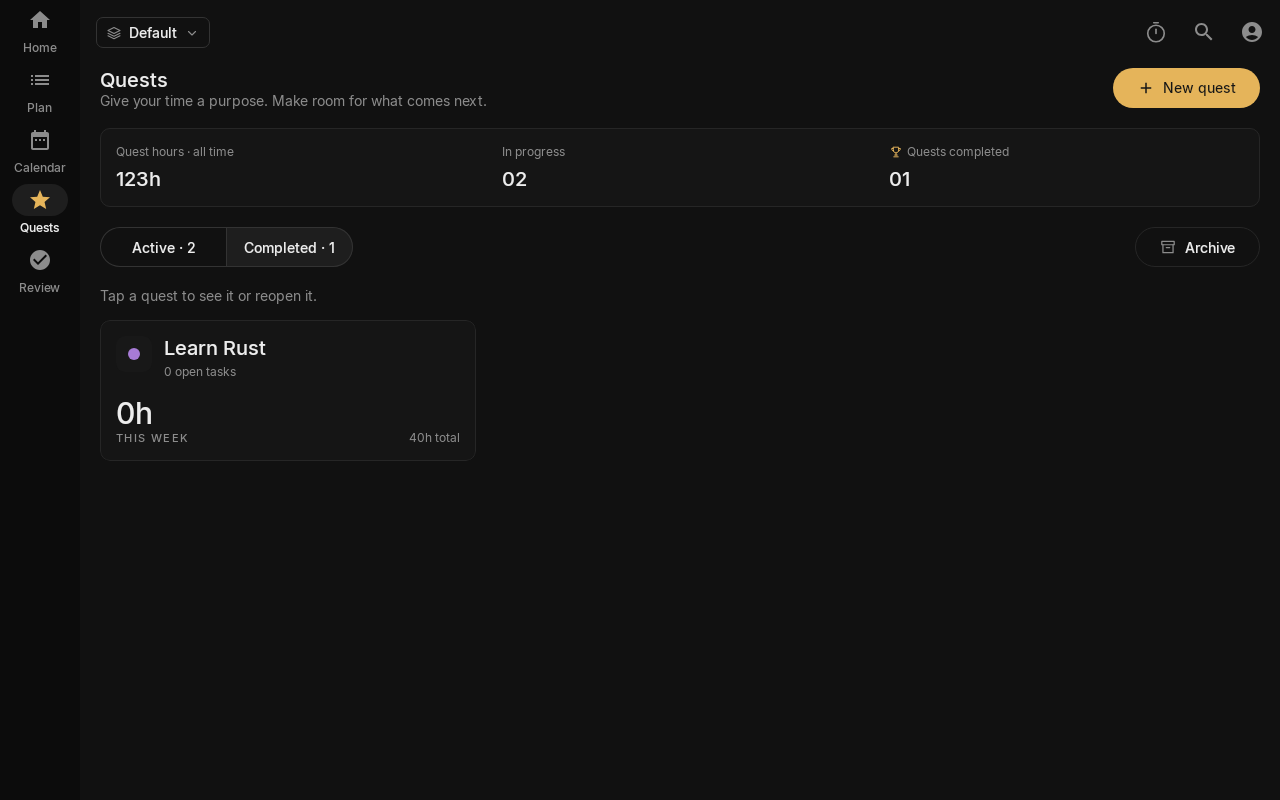 Home
Plan
Calendar
Quests
Review
Default
Quests
Give your time a purpose. Make room for what comes next.
New quest
Quest hours · all time
123h
In progress
02
Quests completed
01
Active · 2
Completed · 1
Archive
Tap a quest to see it or reopen it.
Learn Rust
0 open tasks
0h
THIS WEEK
40h total